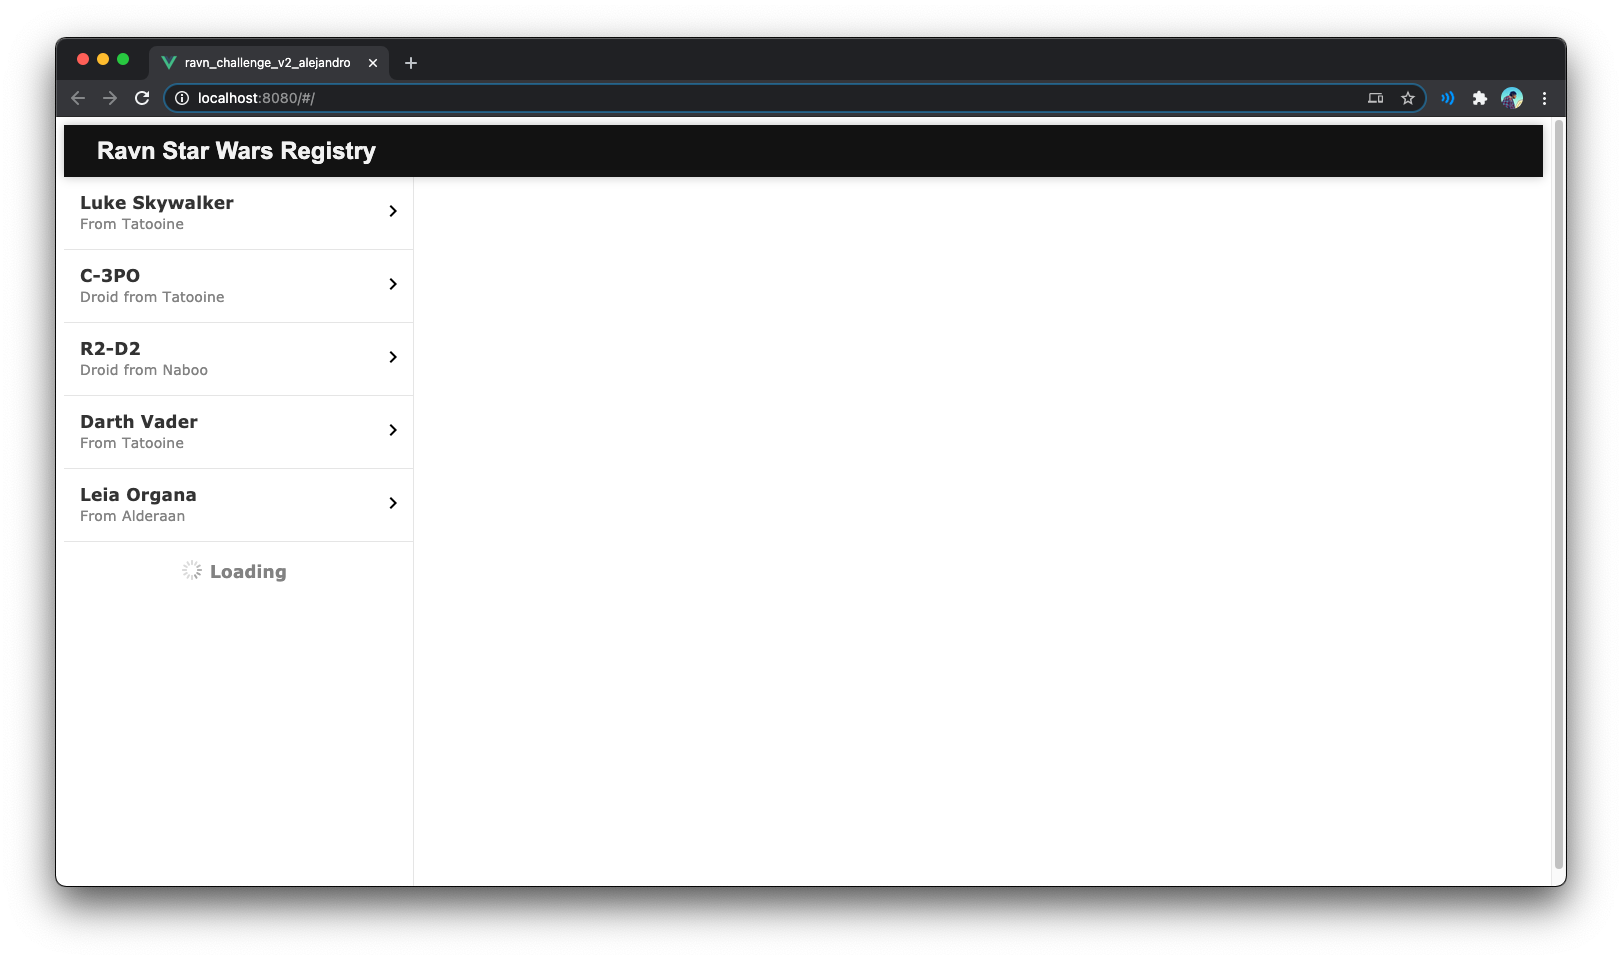 ravn_challenge_v2_alejandro
localhost:8080/#/
Ravn Star Wars Registry
Luke Skywalker
From Tatooine
C-3PO
Droid from Tatooine
R2-D2
Droid from Naboo
Darth Vader
From Tatooine
Leia Organa
From Alderaan
Loading